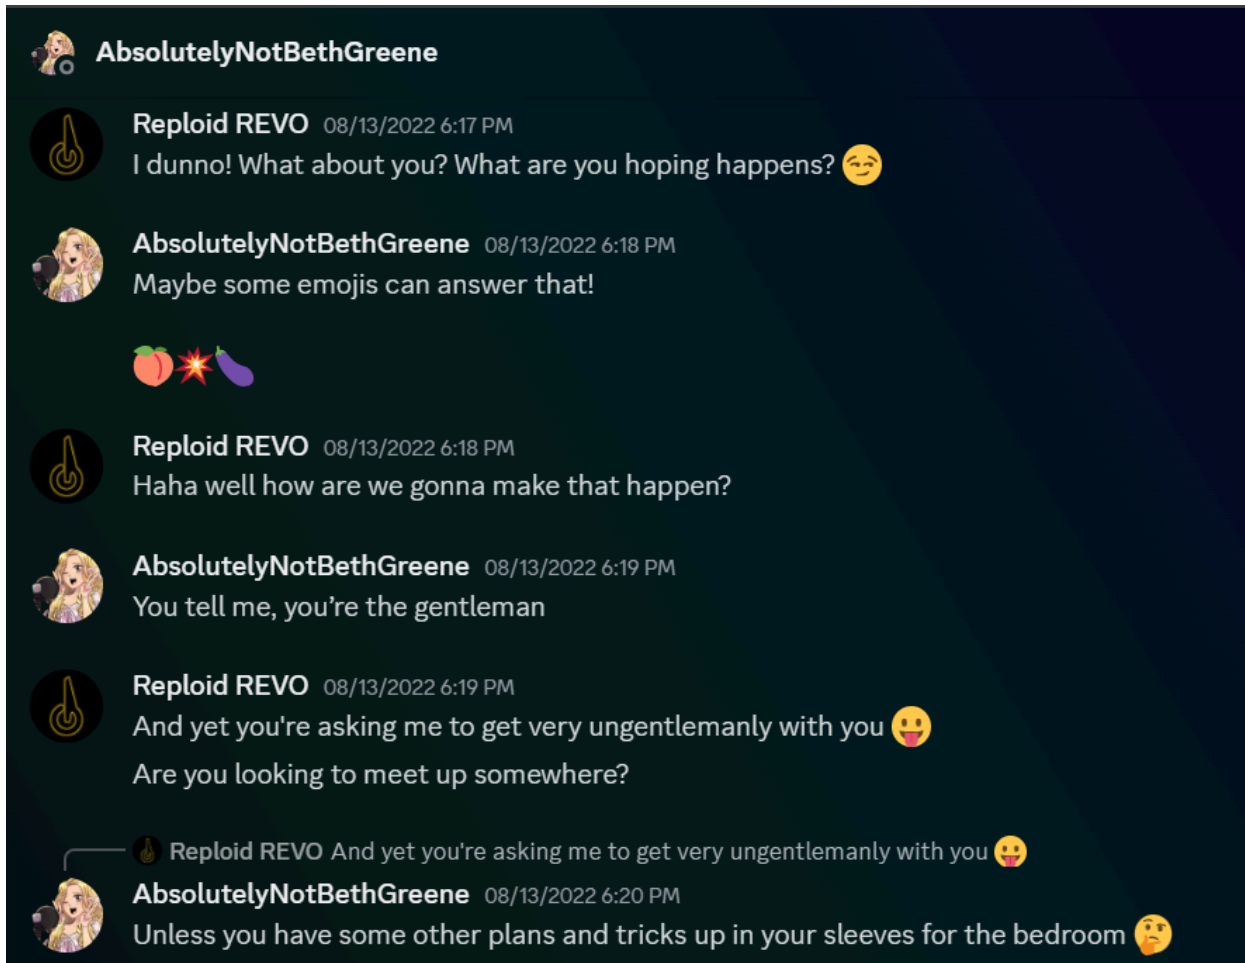 AbsolutelyNotBethGreene
Reploid REVO 08/13/2022 6:17 PM
I dunno! What about you? What are you hoping happens? 😏
AbsolutelyNotBethGreene 08/13/2022 6:18 PM
Maybe some emojis can answer that!
🍑💥🍆
Reploid REVO 08/13/2022 6:18 PM
Haha well how are we gonna make that happen?
AbsolutelyNotBethGreene 08/13/2022 6:19 PM
You tell me, you’re the gentleman
Reploid REVO 08/13/2022 6:19 PM
And yet you're asking me to get very ungentlemanly with you 😛
Are you looking to meet up somewhere?
Reploid REVO And yet you're asking me to get very ungentlemanly with you 😛
AbsolutelyNotBethGreene 08/13/2022 6:20 PM
Unless you have some other plans and tricks up in your sleeves for the bedroom 🤔